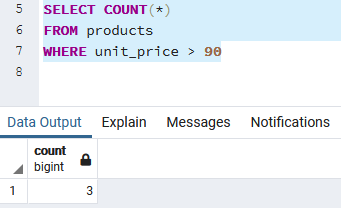 5 SELECT COUNT(*)
6 FROM products
7 WHERE unit_price > 90
8
Data Output Explain Messages Notifications
count
bigint
1 3